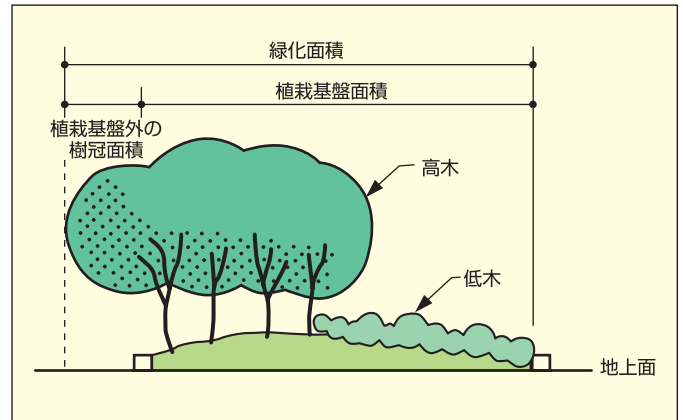 緑化面積
植栽基盤面積
植栽基盤外の
樹冠面積
高木
低木
地上面